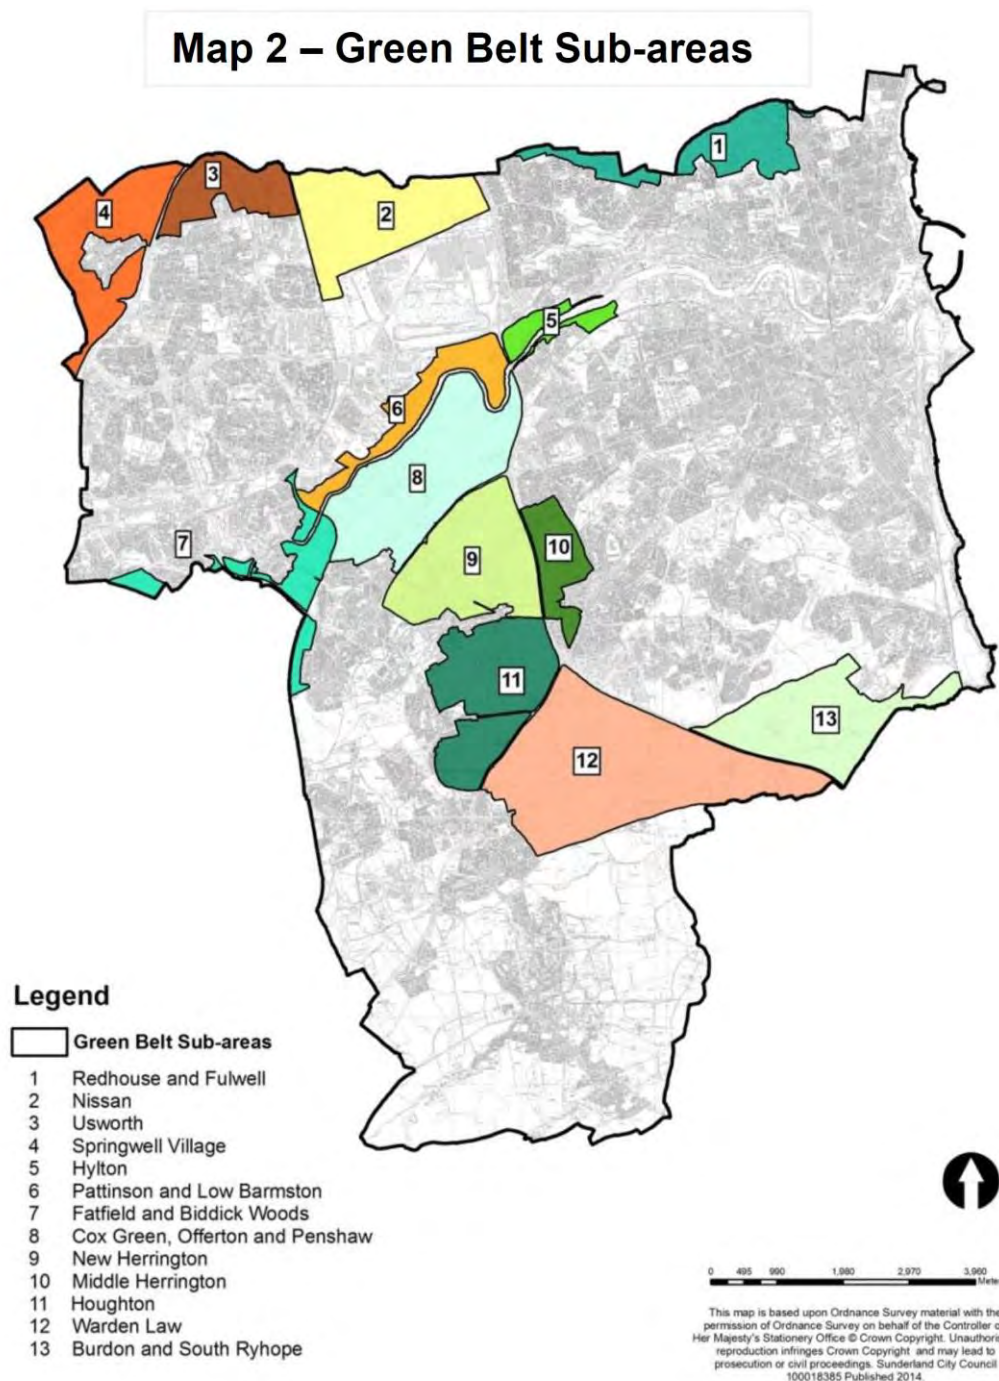 Map 2 – Green Belt Sub-areas
1
3
4
2
5
6
8
7
9
10
11
13
12
Legend
Green Belt Sub-areas
1 Redhouse and Fulwell
2 Nissan
3 Usworth
4 Springwell Village
5 Hylton
6 Pattinson and Low Barmston
7 Fatfield and Biddick Woods
8 Cox Green, Offerton and Penshaw
9 New Herrington
10 Middle Herrington
11 Houghton
12 Warden Law
13 Burdon and South Ryhope
0 495 990 1,980 2,970 3,960
Mete
This map is based upon Ordnance Survey material with the
permission of Ordnance Survey on behalf of the Controller o
Her Majesty's Stationery Office © Crown Copyright. Unauthoris
reproduction infringes Crown Copyright and may lead to
prosecution or civil proceedings. Sunderland City Council
100018385 Published 2014.